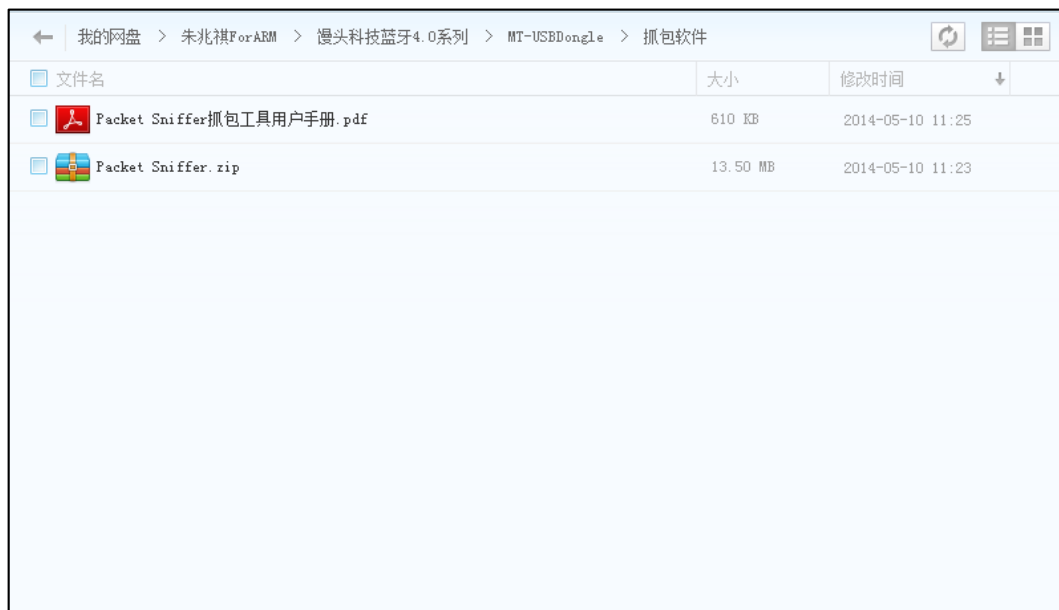 我的网盘 > 朱兆祺ForARM > 馒头科技蓝牙4.0系列 > MT-USBDongle > 抓包软件
文件名 大小 修改时间
Packet Sniffer抓包工具用户手册.pdf 610 KB 2014-05-10 11:25
Packet Sniffer.zip 13.50 MB 2014-05-10 11:23